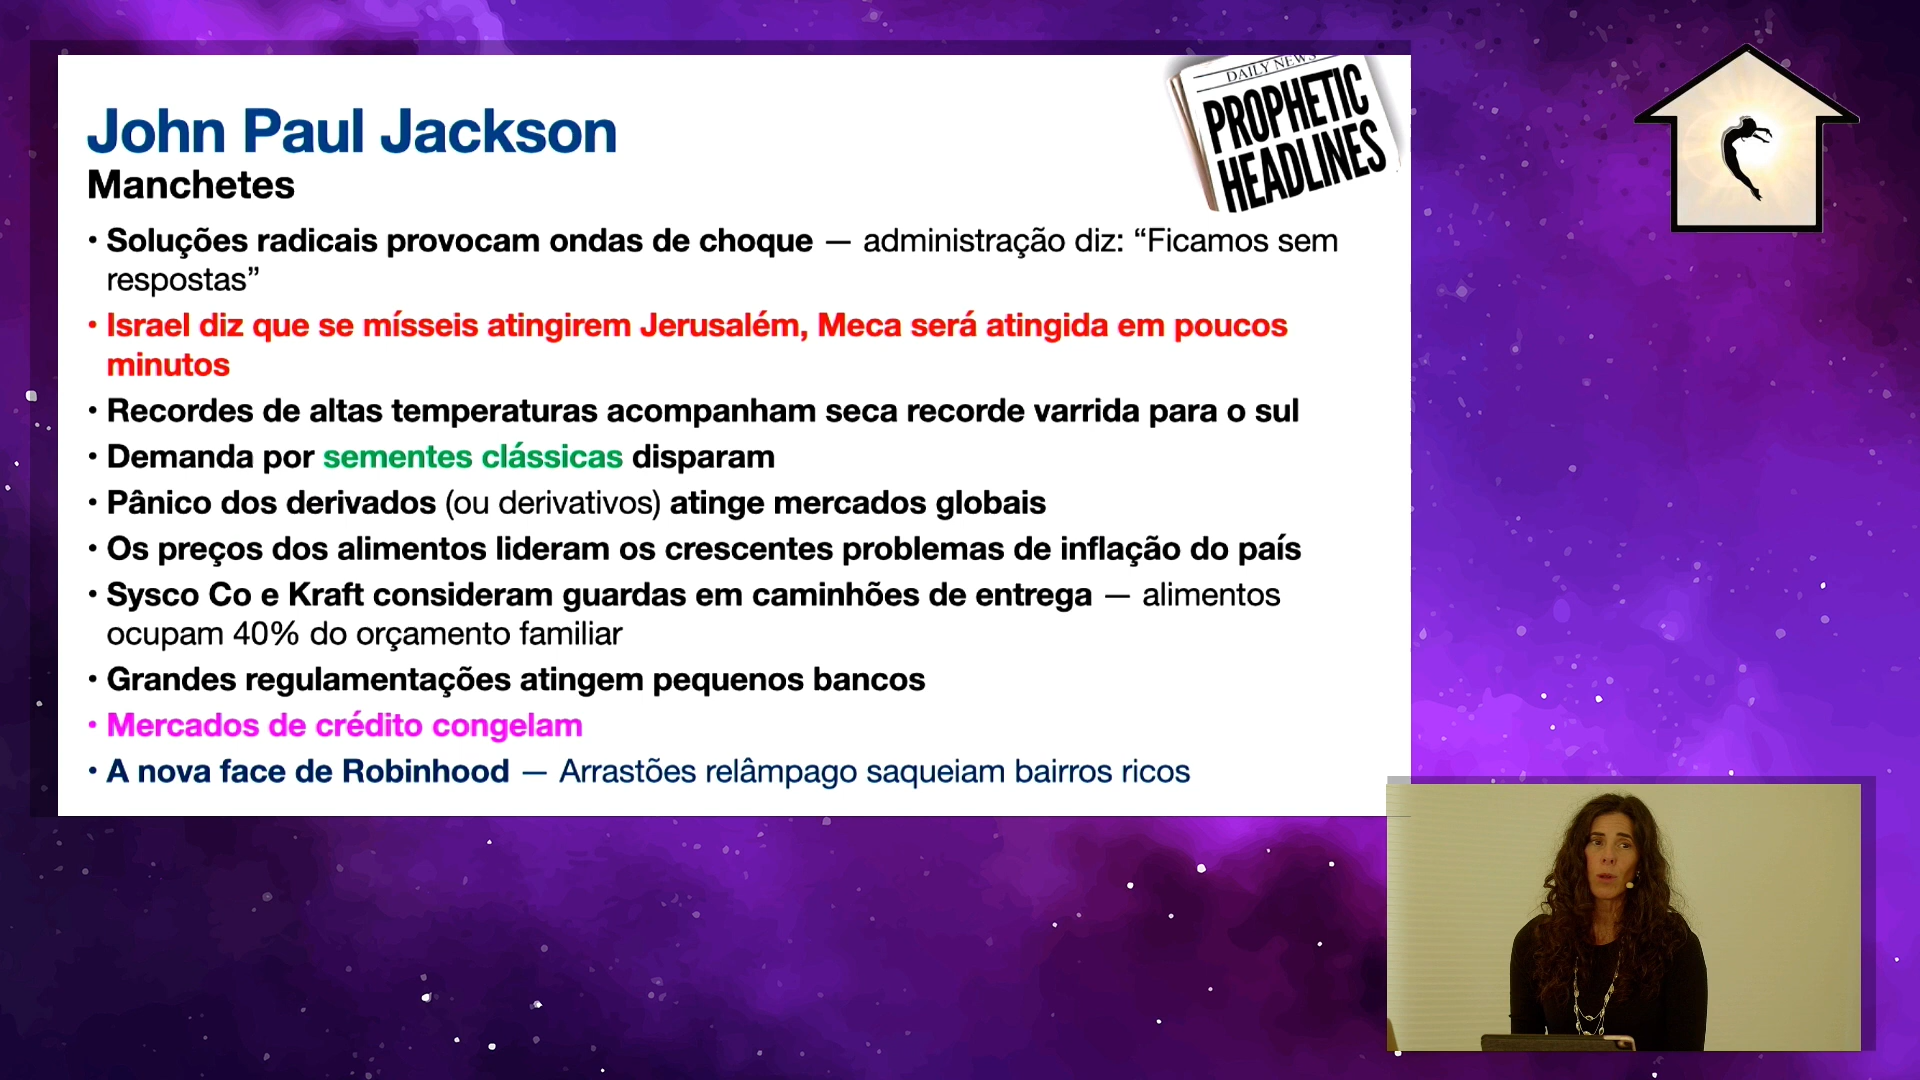 DAILY NEWS
PROPHETIC
HEADLINES
John Paul Jackson
Manchetes
• Soluções radicais provocam ondas de choque — administração diz: “Ficamos sem
respostas”
• Israel diz que se mísseis atingirem Jerusalém, Meca será atingida em poucos
minutos
• Recordes de altas temperaturas acompanham seca recorde varrida para o sul
• Demanda por sementes clássicas disparam
• Pânico dos derivados (ou derivativos) atinge mercados globais
• Os preços dos alimentos lideram os crescentes problemas de inflação do país
• Sysco Co e Kraft consideram guardas em caminhões de entrega — alimentos
ocupam 40% do orçamento familiar
• Grandes regulamentações atingem pequenos bancos
• Mercados de crédito congelam
• A nova face de Robinhood — Arrastões relâmpago saqueiam bairros ricos